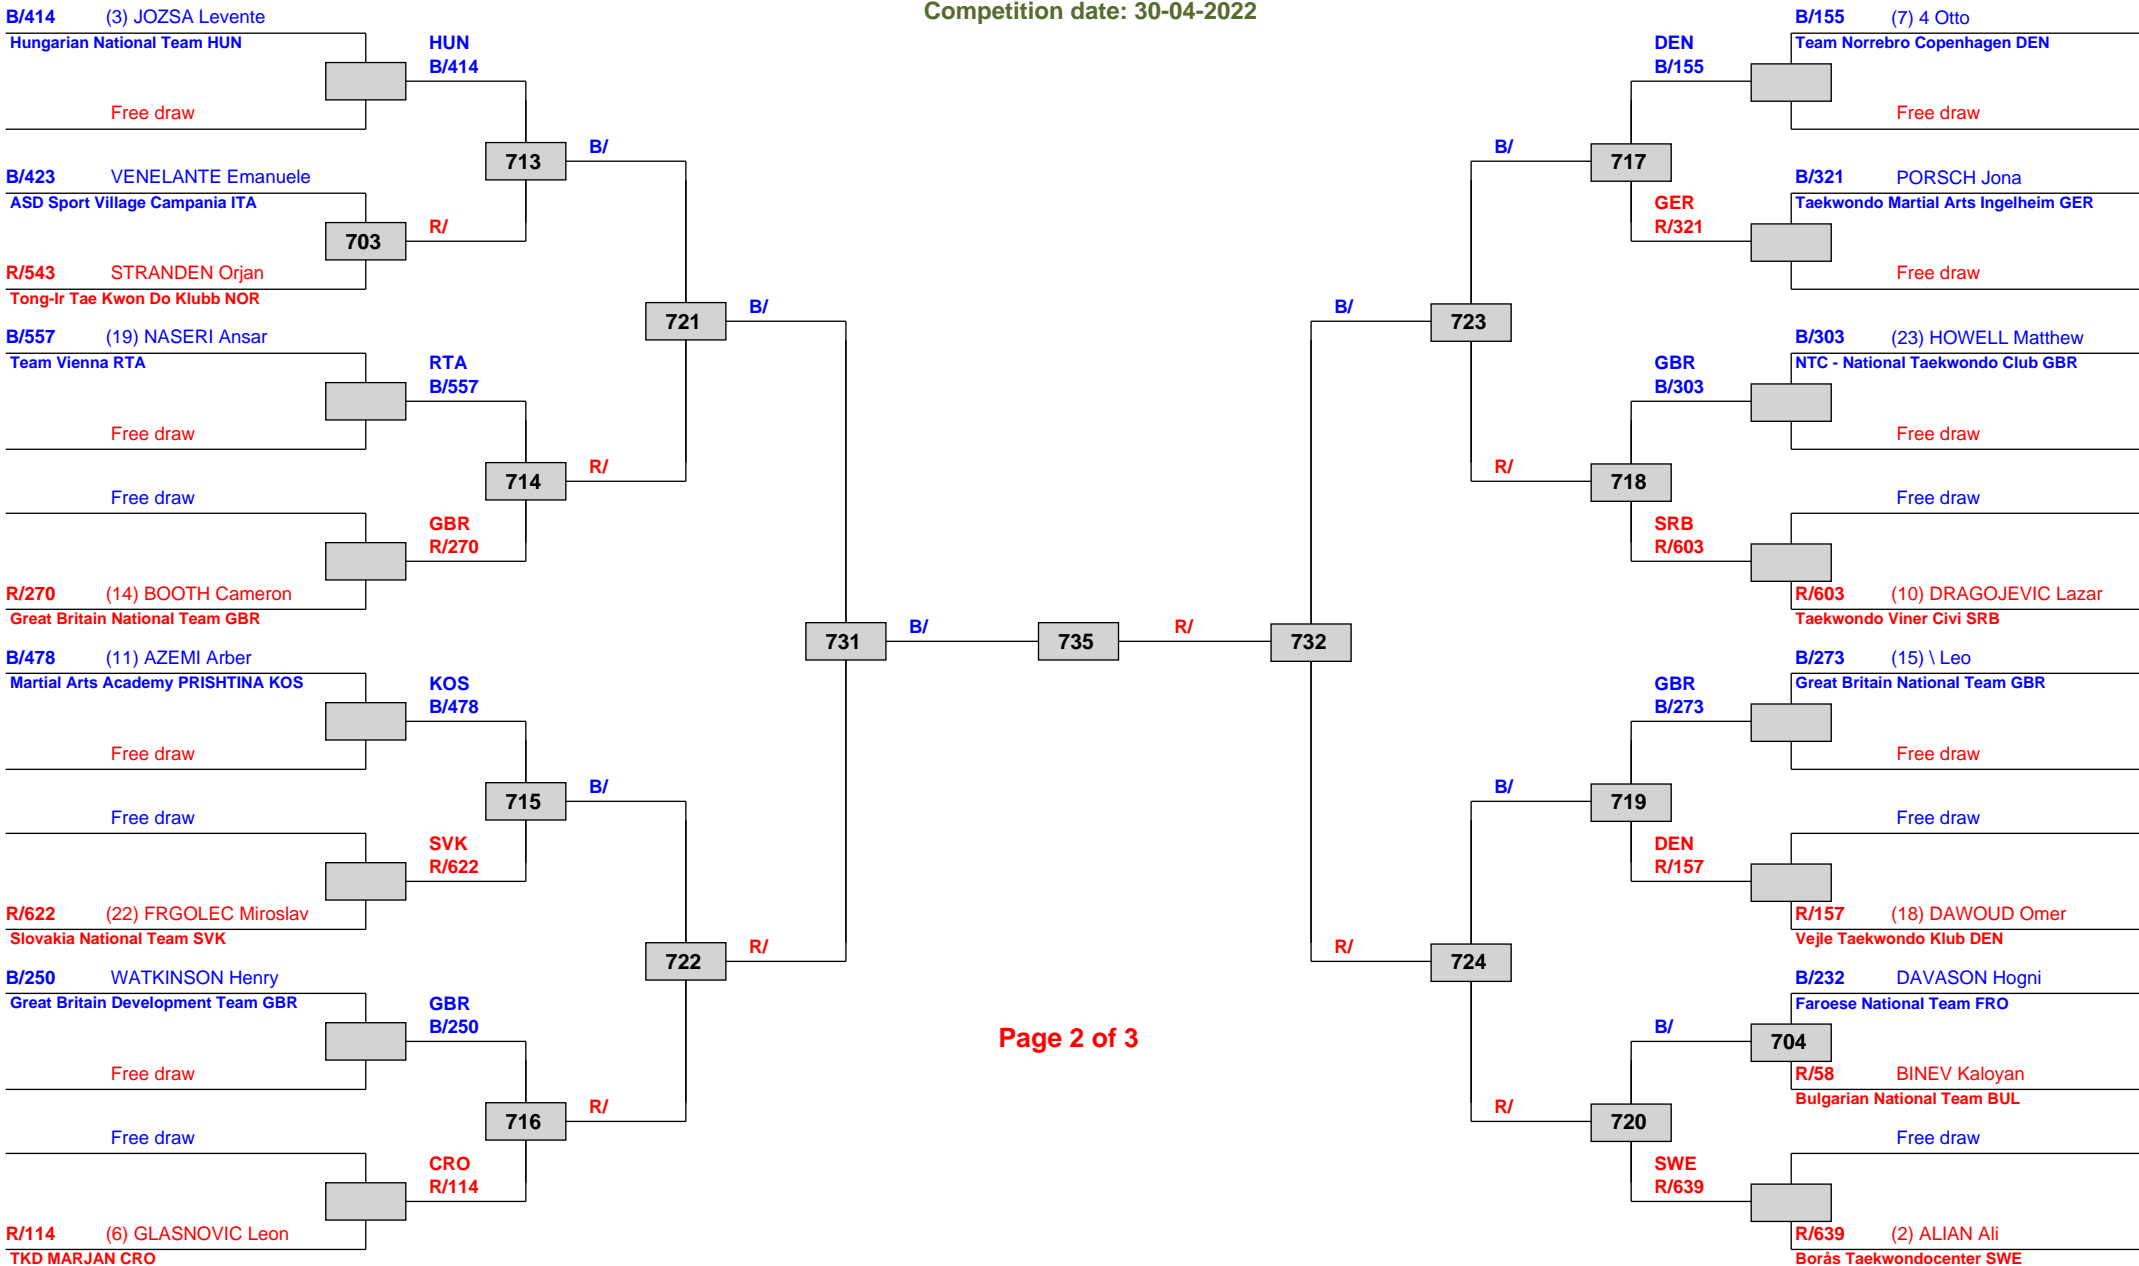 Competition date: 30-04-2022
B/414 (3) JOZSA Levente
Hungarian National Team HUN
HUN
B/414
Free draw
713
B/
B/423 VENELANTE Emanuele
ASD Sport Village Campania ITA
703
R/
R/543 STRANDEN Orjan
Tong-Ir Tae Kwon Do Klubb NOR
721
B/
B/557 (19) NASERI Ansar
Team Vienna RTA
RTA
B/557
Free draw
714
R/
Free draw
GBR
R/270
R/270 (14) BOOTH Cameron
Great Britain National Team GBR
731
B/
735
R/
732
B/478 (11) AZEMI Arber
Martial Arts Academy PRISHTINA KOS
KOS
B/478
Free draw
715
B/
Free draw
SVK
R/622
R/622 (22) FRGOLEC Miroslav
Slovakia National Team SVK
722
R/
B/250 WATKINSON Henry
Great Britain Development Team GBR
GBR
B/250
Free draw
716
R/
Free draw
CRO
R/114
R/114 (6) GLASNOVIC Leon
TKD MARJAN CRO
Page 2 of 3
B/155 (7) 4 Otto
Team Norrebro Copenhagen DEN
DEN
B/155
Free draw
B/
717
B/321 PORSCH Jona
Taekwondo Martial Arts Ingelheim GER
GER
R/321
Free draw
B/
723
B/303 (23) HOWELL Matthew
NTC - National Taekwondo Club GBR
GBR
B/303
Free draw
R/
718
Free draw
SRB
R/603
R/603 (10) DRAGOJEVIC Lazar
Taekwondo Viner Civi SRB
B/273 (15) \ Leo
Great Britain National Team GBR
GBR
B/273
Free draw
B/
719
Free draw
DEN
R/157
R/157 (18) DAWOUD Omer
Vejle Taekwondo Klub DEN
R/
724
B/232 DAVASON Hogni
Faroese National Team FRO
B/
704
R/58 BINEV Kaloyan
Bulgarian National Team BUL
R/
720
Free draw
SWE
R/639
R/639 (2) ALIAN Ali
Borås Taekwondocenter SWE